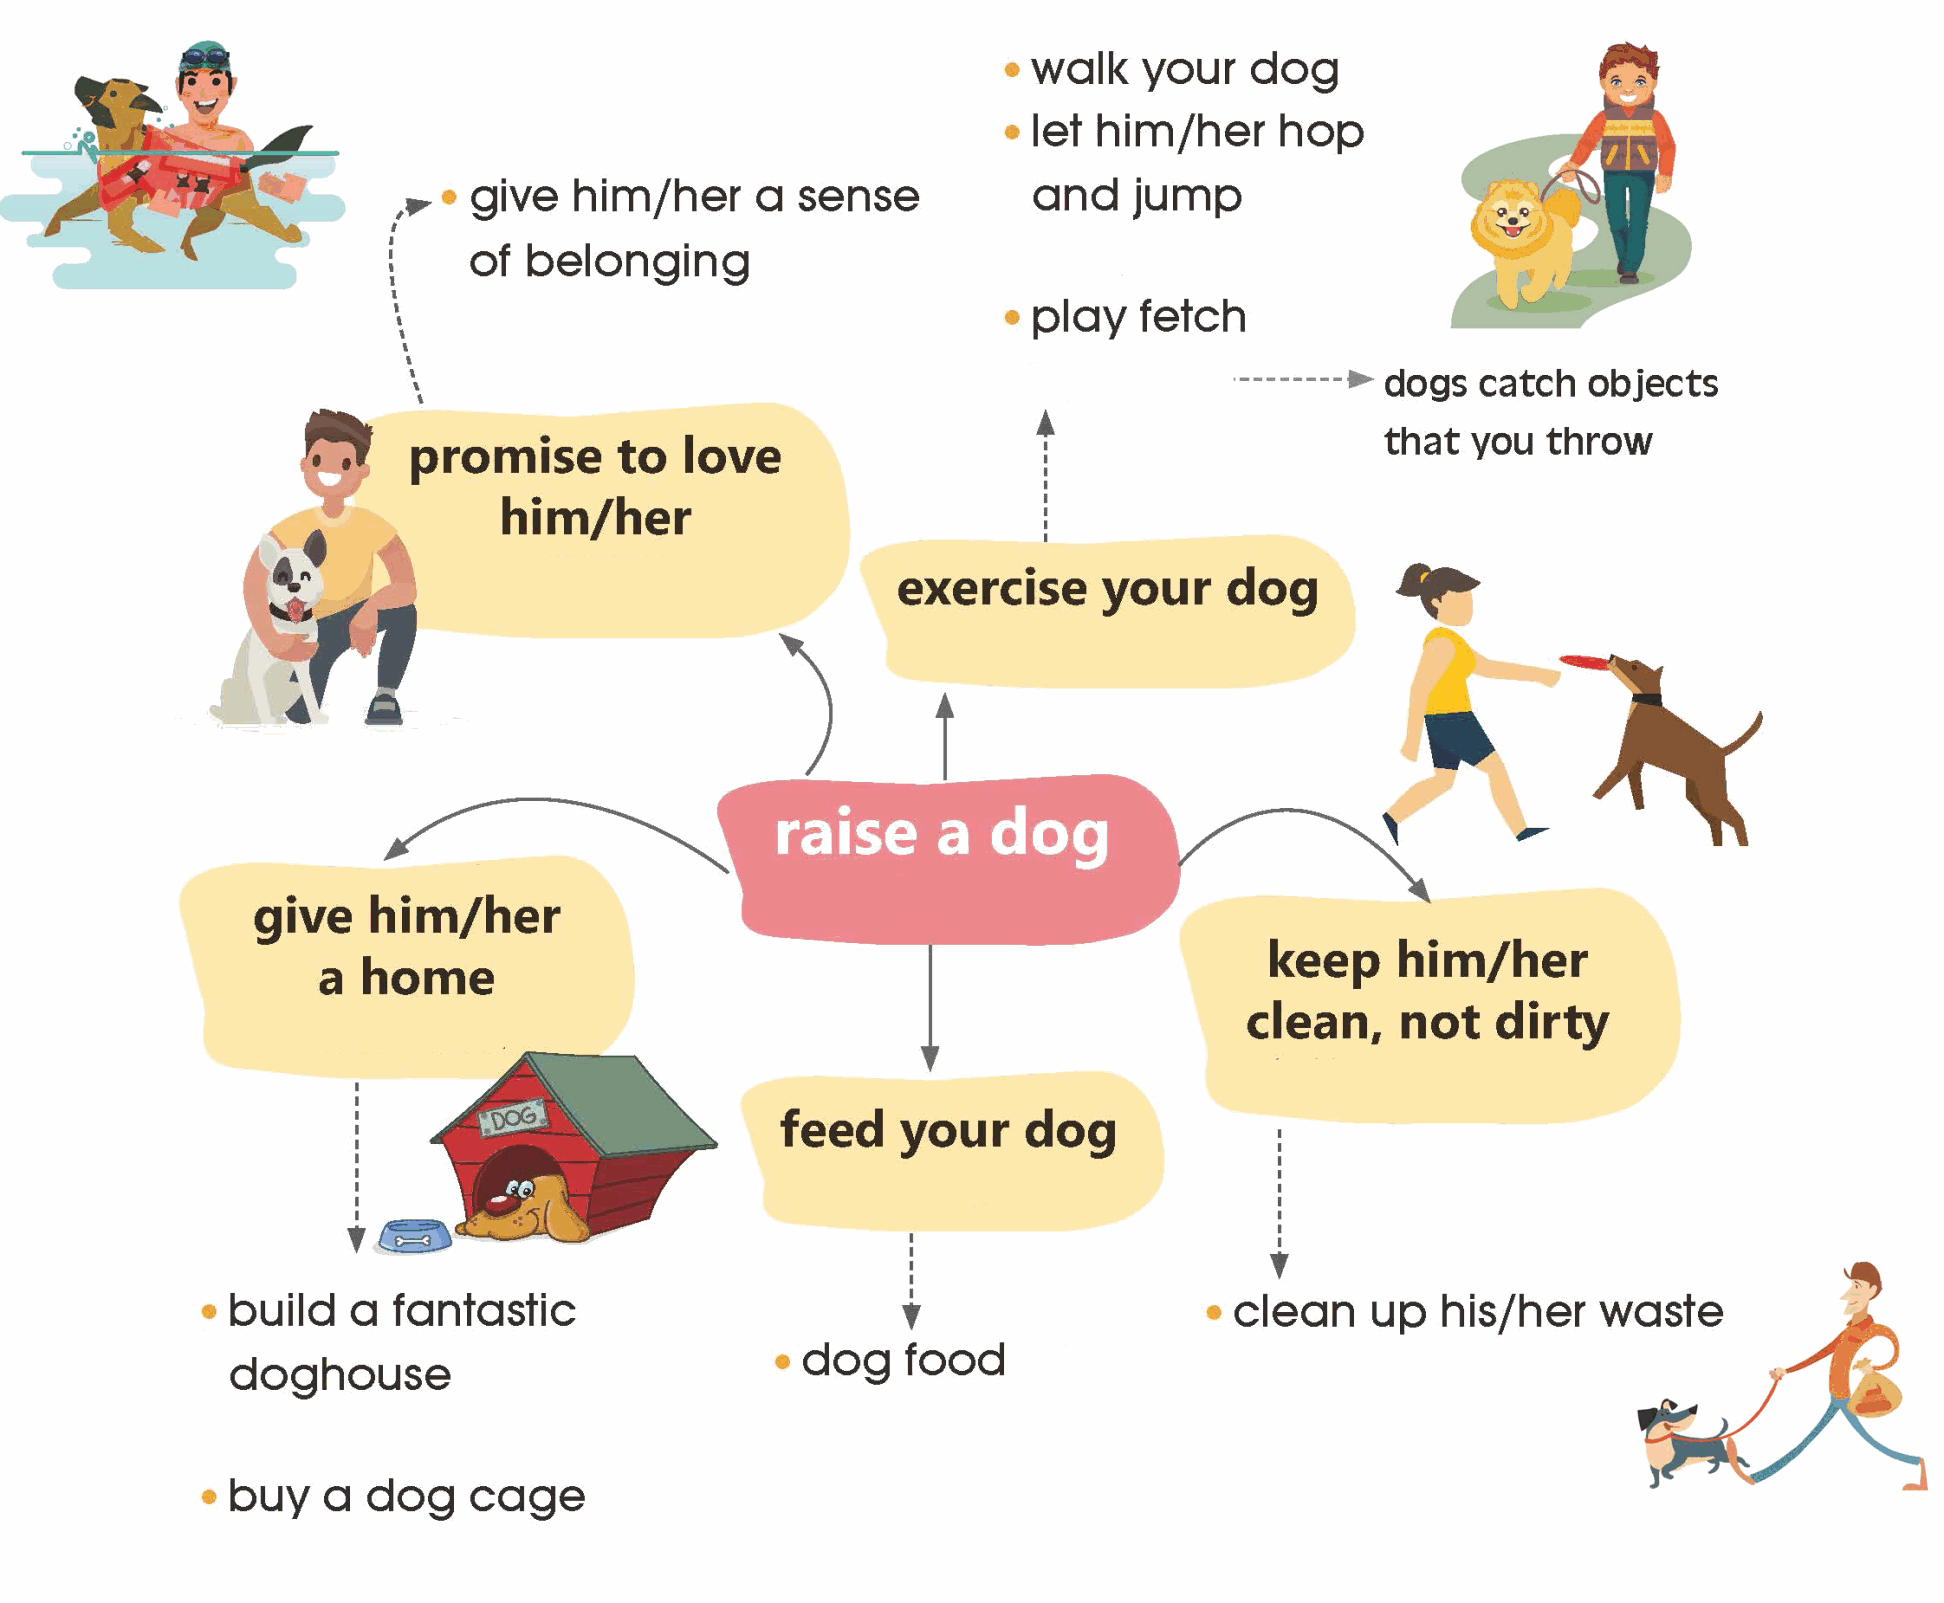 walk your dog
let him/her hop
and jump
give him/her a sense
of belonging
play fetch
dogs catch objects
that you throw
promise to love
him/her
exercise your dog
raise a dog
give him/her
a home
keep him/her
clean, not dirty
DOG
feed your dog
build a fantastic
doghouse
clean up his/her waste
dog food
buy a dog cage